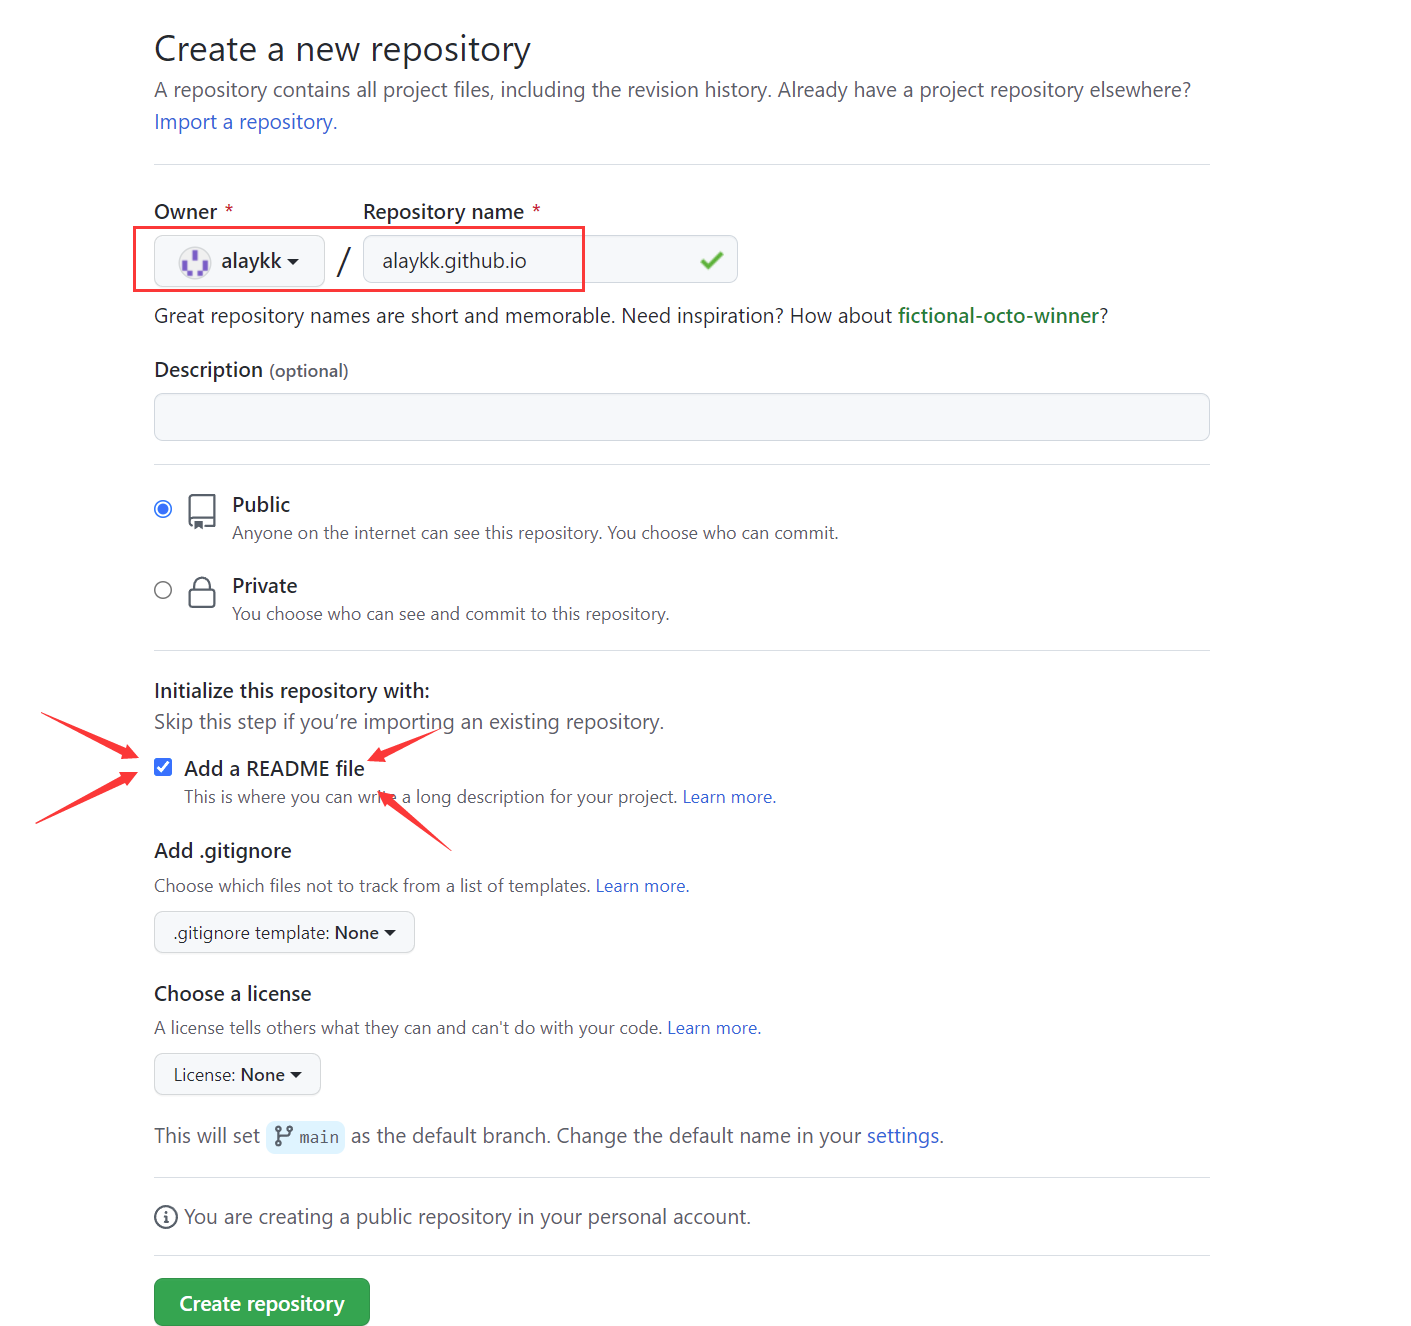 Create a new repository
A repository contains all project files, including the revision history. Already have a project repository elsewhere?
Import a repository.
Owner * Repository name *
alaykk / alaykk.github.io
Great repository names are short and memorable. Need inspiration? How about fictional-octo-winner?
Description (optional)
Public
Anyone on the internet can see this repository. You choose who can commit.
Private
You choose who can see and commit to this repository.
Initialize this repository with:
Skip this step if you’re importing an existing repository.
Add a README file
This is where you can write a long description for your project. Learn more.
Add .gitignore
Choose which files not to track from a list of templates. Learn more.
.gitignore template: None
Choose a license
A license tells others what they can and can't do with your code. Learn more.
License: None
This will set main as the default branch. Change the default name in your settings.
You are creating a public repository in your personal account.
Create repository